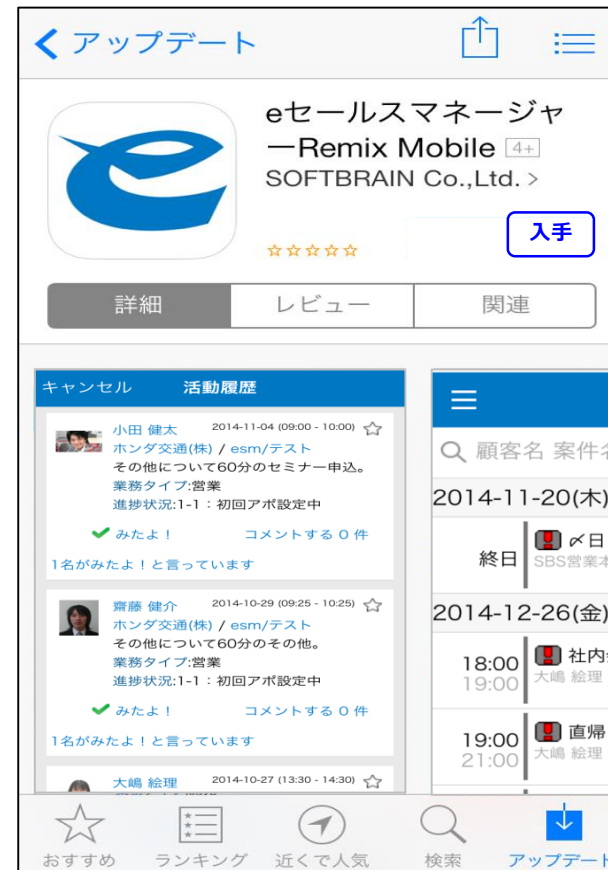 アップデート
eセールスマネージャ
ーRemix Mobile 4+
SOFTBRAIN Co.,Ltd. >
入手
詳細
レビュー
関連
キャンセル
活動履歴
小田 健太 2014-11-04 (09:00 - 10:00)
ホンダ交通(株) / esm/テスト
その他について60分のセミナー申込。
業務タイプ:営業
進捗状況:1-1：初回アポ設定中
みたよ！ コメントする 0 件
1名がみたよ！と言っています
齋藤 健介 2014-10-29 (09:25 - 10:25)
ホンダ交通(株) / esm/テスト
その他について60分のその他。
業務タイプ:営業
進捗状況:1-1：初回アポ設定中
みたよ！ コメントする 0 件
1名がみたよ！と言っています
大嶋 絵理 2014-10-27 (13:30 - 14:30)
顧客名 案件名
2014-11-20(木)
終日 〆日
SBS営業本
2014-12-26(金)
18:00 社内
19:00 大嶋 絵理
19:00 直帰
21:00 大嶋 絵理
おすすめ
ランキング
近くで人気
検索
アップデート